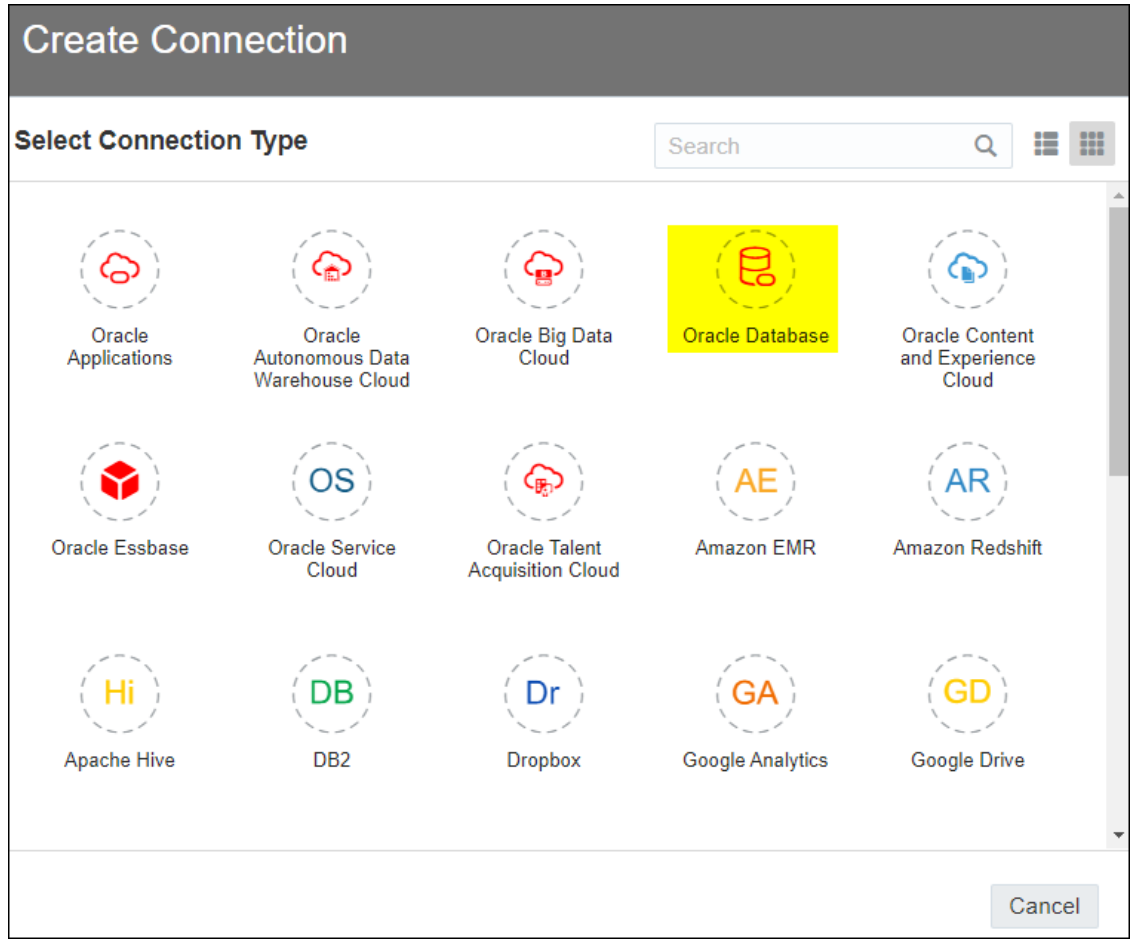 Create Connection
Select Connection Type
Search
Oracle
Applications
Oracle
Autonomous Data
Warehouse Cloud
Oracle Big Data
Cloud
Oracle Database
Oracle Content
and Experience
Cloud
Oracle Essbase
OS
Oracle Service
Cloud
Oracle Talent
Acquisition Cloud
AE
Amazon EMR
AR
Amazon Redshift
Hi
Apache Hive
DB
DB2
Dr
Dropbox
GA
Google Analytics
GD
Google Drive
Cancel